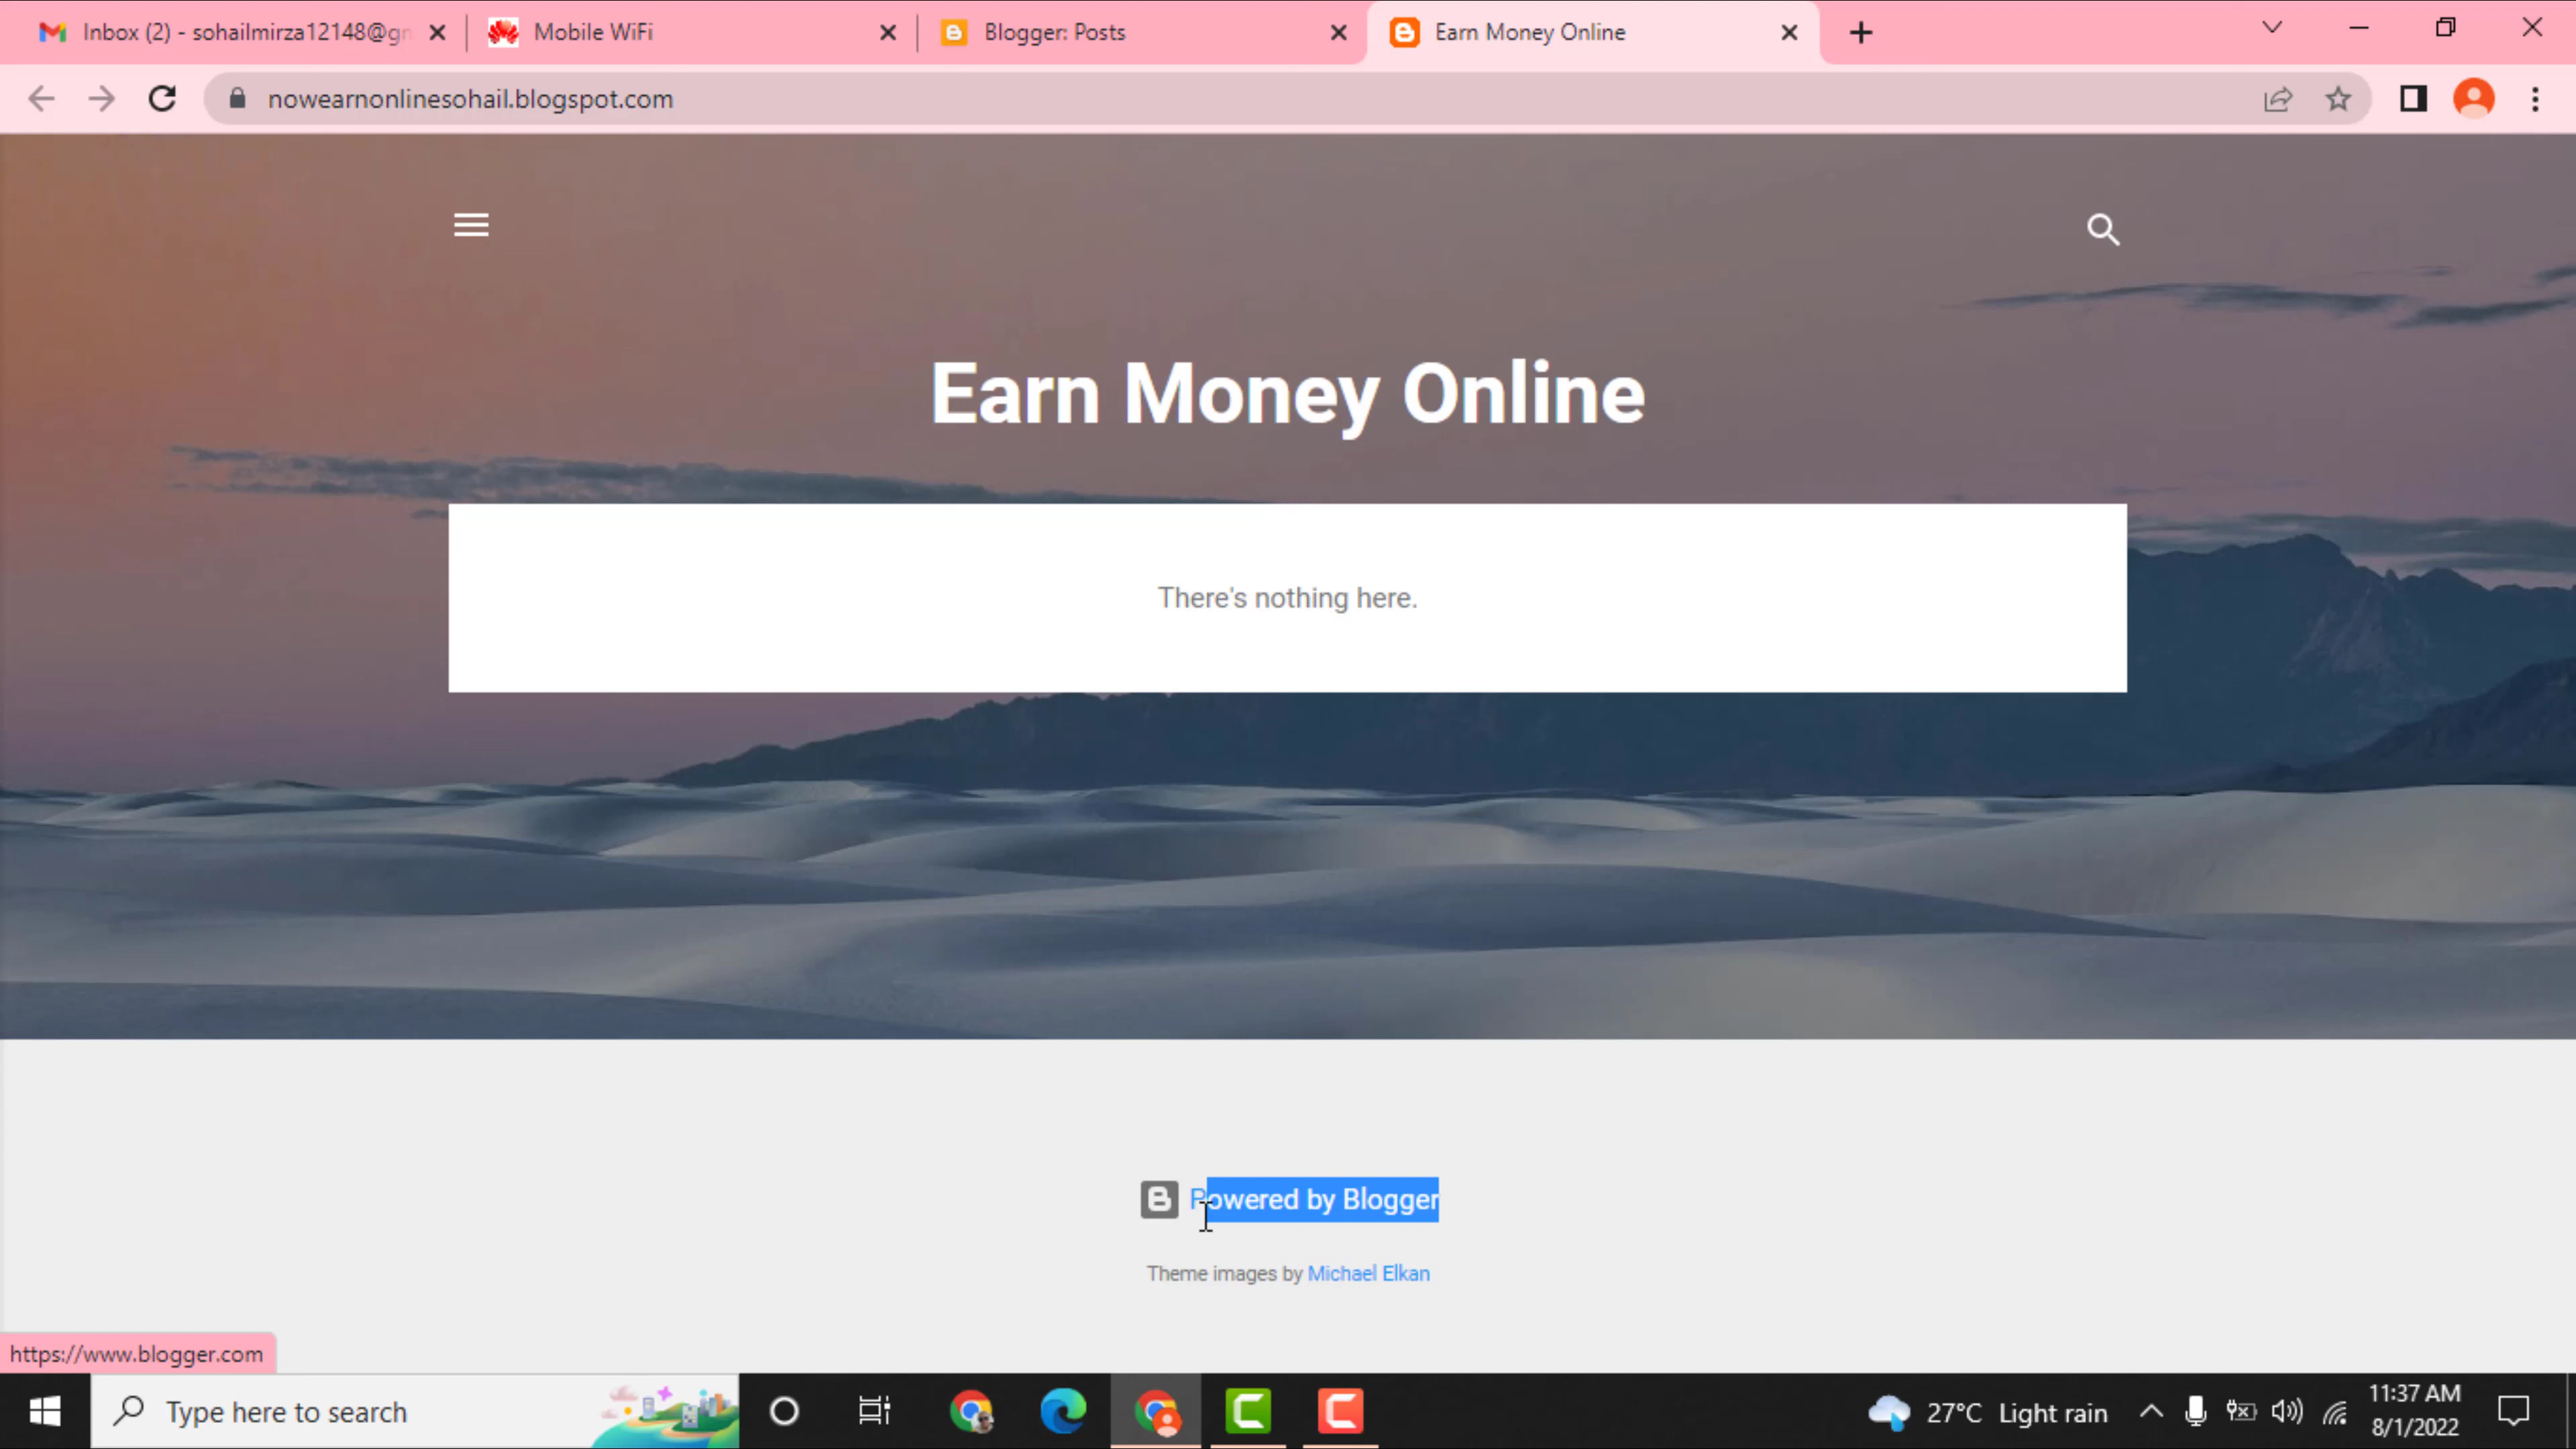 Inbox (2) - sohailmirza12148@gm
Mobile WiFi
Blogger: Posts
Earn Money Online
nowearnonlinesohail.blogspot.com
Earn Money Online
There's nothing here.
Powered by Blogger
Theme images by Michael Elkan
https://www.blogger.com
Type here to search
27°C Light rain
11:37 AM
8/1/2022